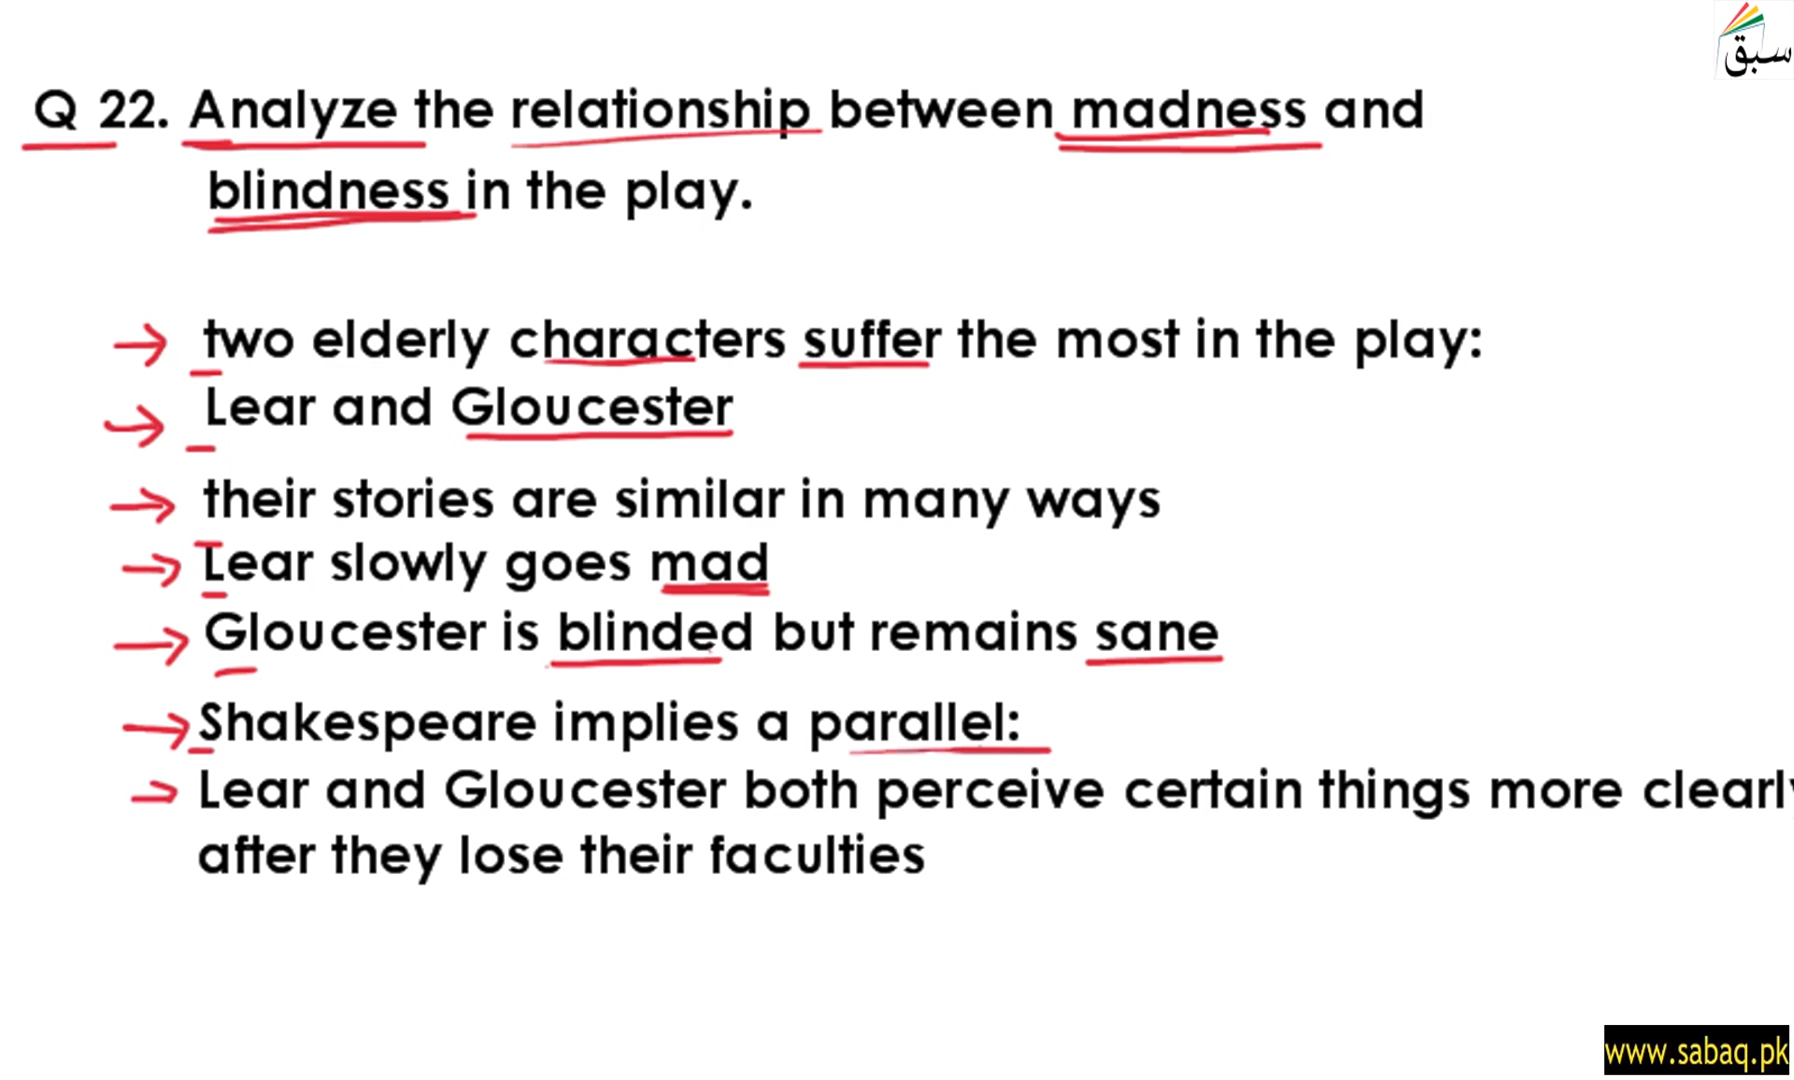 سبق
Q 22. Analyze the relationship between madness and
blindness in the play.
two elderly characters suffer the most in the play:
Lear and Gloucester
their stories are similar in many ways
Lear slowly goes mad
Gloucester is blinded but remains sane
Shakespeare implies a parallel:
Lear and Gloucester both perceive certain things more clearly
after they lose their faculties
www.sabaq.pk